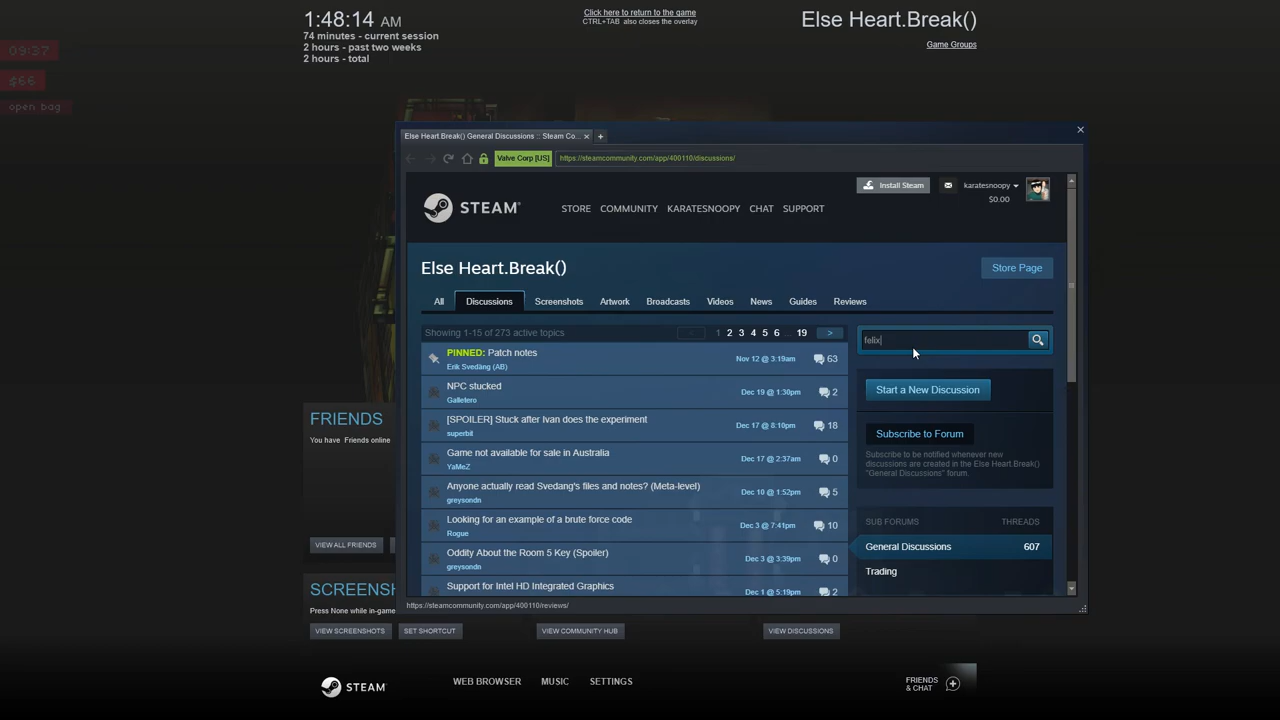 1:48:14 AM
74 minutes - current session
2 hours - past two weeks
2 hours - total
Click here to return to the game
CTRL+TAB also closes the overlay
Else Heart.Break()
Game Groups
09:37
$66
open bag
Else Heart.Break() General Discussions :: Steam Co...
Valve Corp [US]
https://steamcommunity.com/app/400110/discussions/
Install Steam
karatesnoopy
$0.00
STEAM
STORE COMMUNITY KARATESNOOPY CHAT SUPPORT
Else Heart.Break()
Store Page
All Discussions Screenshots Artwork Broadcasts Videos News Guides Reviews
Showing 1-15 of 273 active topics
< 1 2 3 4 5 6 ... 19 >
felix
PINNED: Patch notes
Erik Svedäng (AB)
Nov 12 @ 3:19am 63
NPC stucked
Galletero
Dec 19 @ 1:30pm 2
[SPOILER] Stuck after Ivan does the experiment
superbil
Dec 17 @ 8:10pm 18
Game not available for sale in Australia
YaMeZ
Dec 17 @ 2:37am 0
Anyone actually read Svedang's files and notes? (Meta-level)
greysondn
Dec 10 @ 1:52pm 5
Looking for an example of a brute force code
Rogue
Dec 3 @ 7:41pm 10
Oddity About the Room 5 Key (Spoiler)
greysondn
Dec 3 @ 3:39pm 0
Support for Intel HD Integrated Graphics
Dec 1 @ 5:19pm 2
Start a New Discussion
Subscribe to Forum
Subscribe to be notified whenever new
discussions are created in the Else Heart.Break()
"General Discussions" forum.
SUB FORUMS THREADS
General Discussions 607
Trading
https://steamcommunity.com/app/400110/reviews/
FRIENDS
You have Friends online
VIEW ALL FRIENDS
SCREENSH
Press None while in-game
VIEW SCREENSHOTS SET SHORTCUT VIEW COMMUNITY HUB VIEW DISCUSSIONS
STEAM
WEB BROWSER MUSIC SETTINGS
FRIENDS
& CHAT